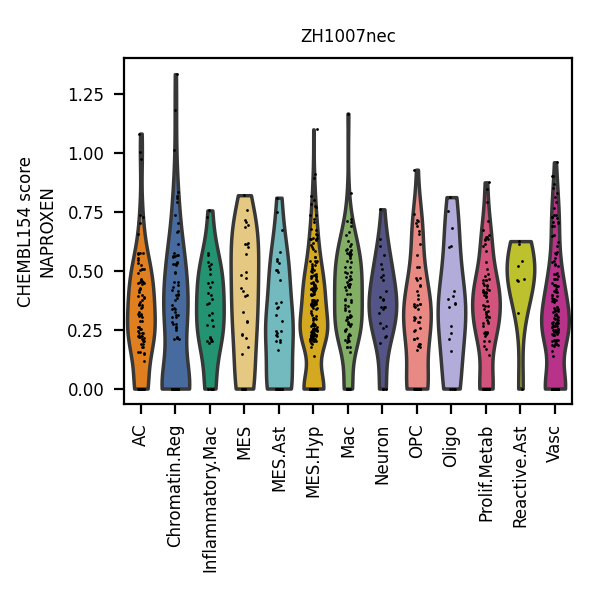 ZH1007nec
CHEMBL154 score
NAPROXEN
1.25
1.00
0.75
0.50
0.25
0.00
AC
Chromatin.Reg
Inflammatory.Mac
MES
MES.Ast
MES.Hyp
Mac
Neuron
OPC
Oligo
Prolif.Metab
Reactive.Ast
Vasc